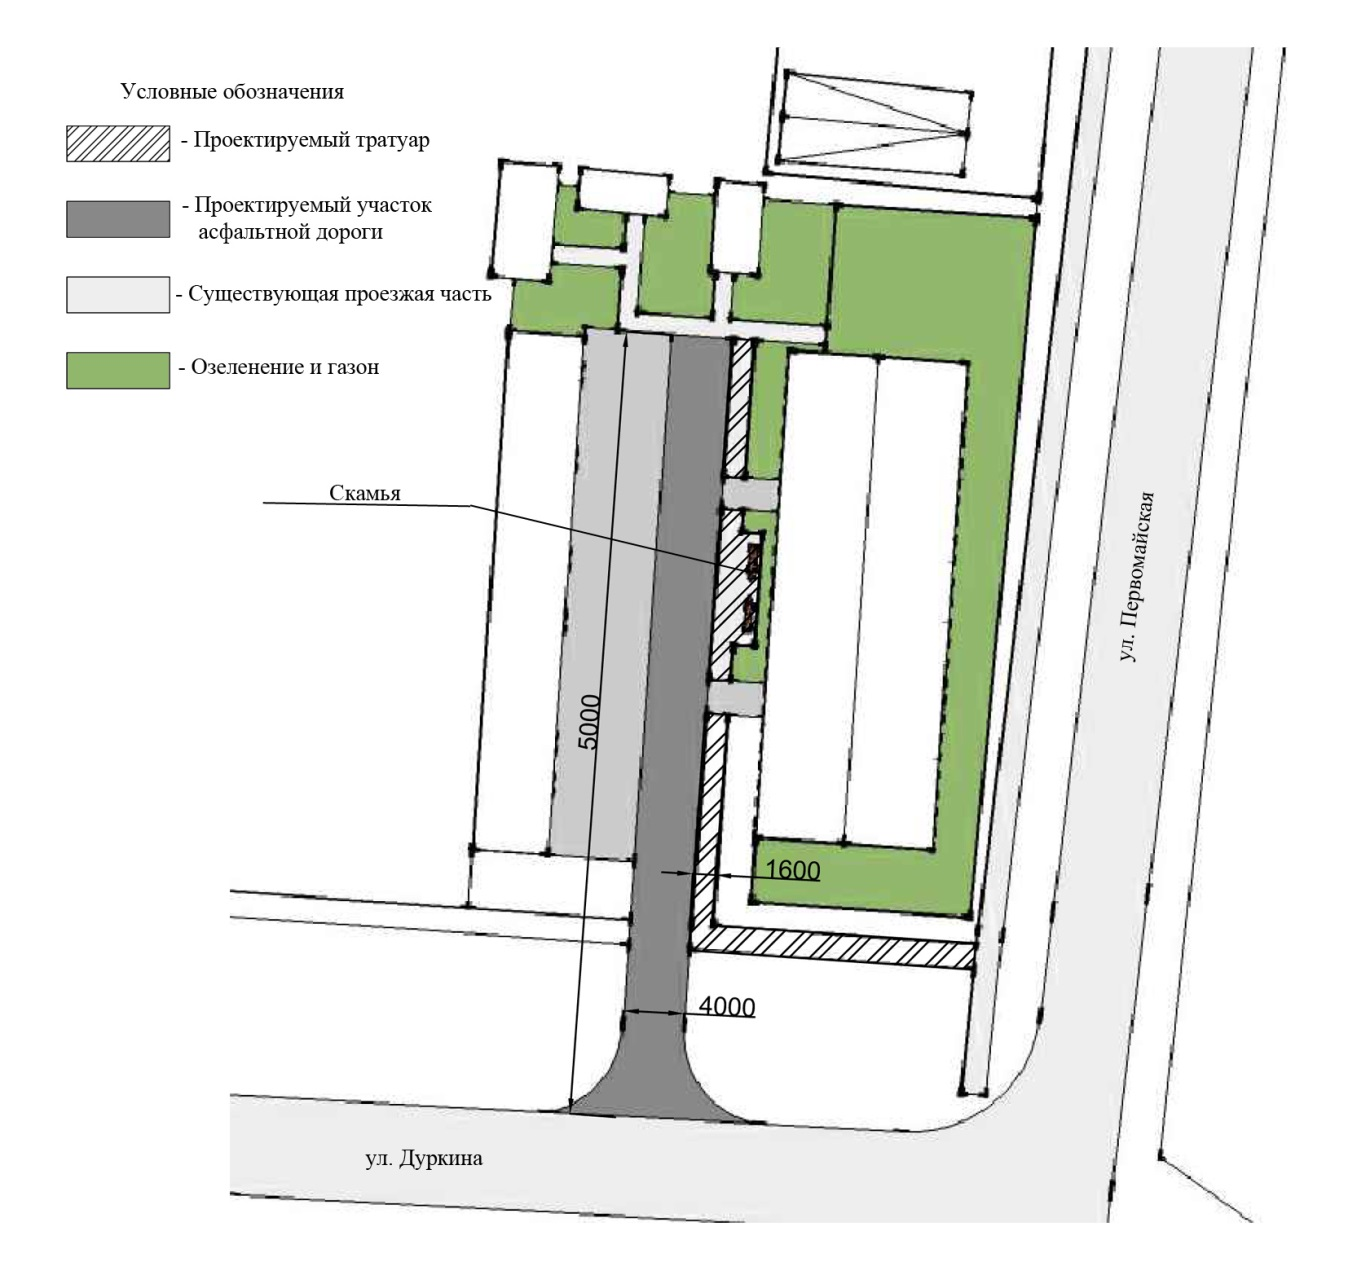 Условные обозначения
- Проектируемый тратуар
- Проектируемый участок
асфальтной дороги
- Существующая проезжая часть
- Озеленение и газон
Скамья
ул. Первомайская
5000
1600
4000
ул. Дуркина